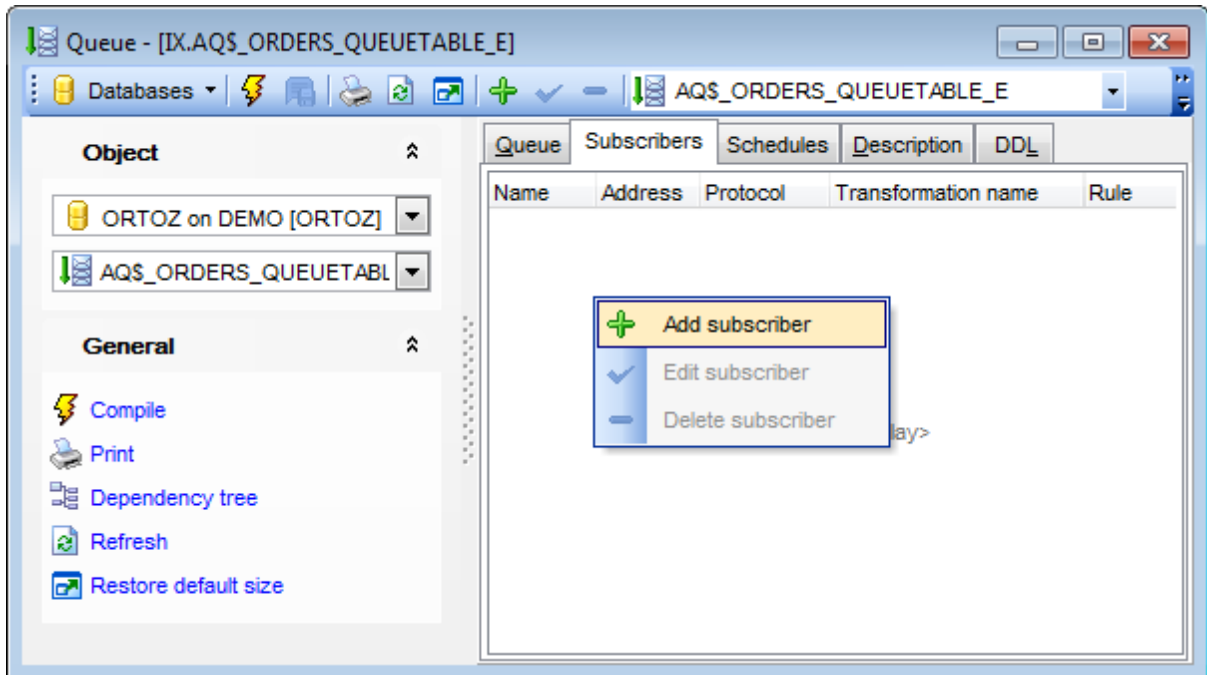 Queue - [IX.AQ$_ORDERS_QUEUETABLE_E]
Databases AQ$_ORDERS_QUEUETABLE_E
Object
ORTOZ on DEMO [ORTOZ]
AQ$_ORDERS_QUEUETABL
General
Compile
Print
Dependency tree
Refresh
Restore default size
Queue Subscribers Schedules Description DDL
Name Address Protocol Transformation name Rule
Add subscriber
Edit subscriber
Delete subscriber
lay>